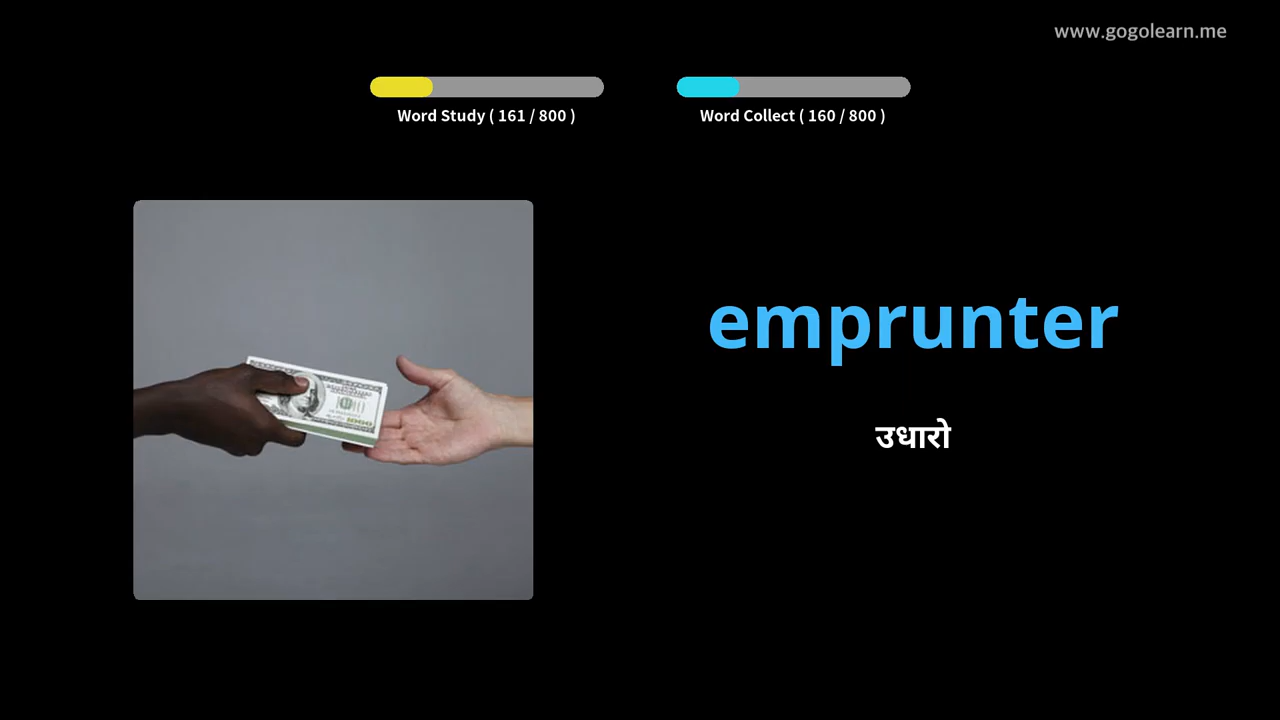 www.gogolearn.me
Word Study ( 161 / 800 )
Word Collect ( 160 / 800 )
emprunter
उधारो